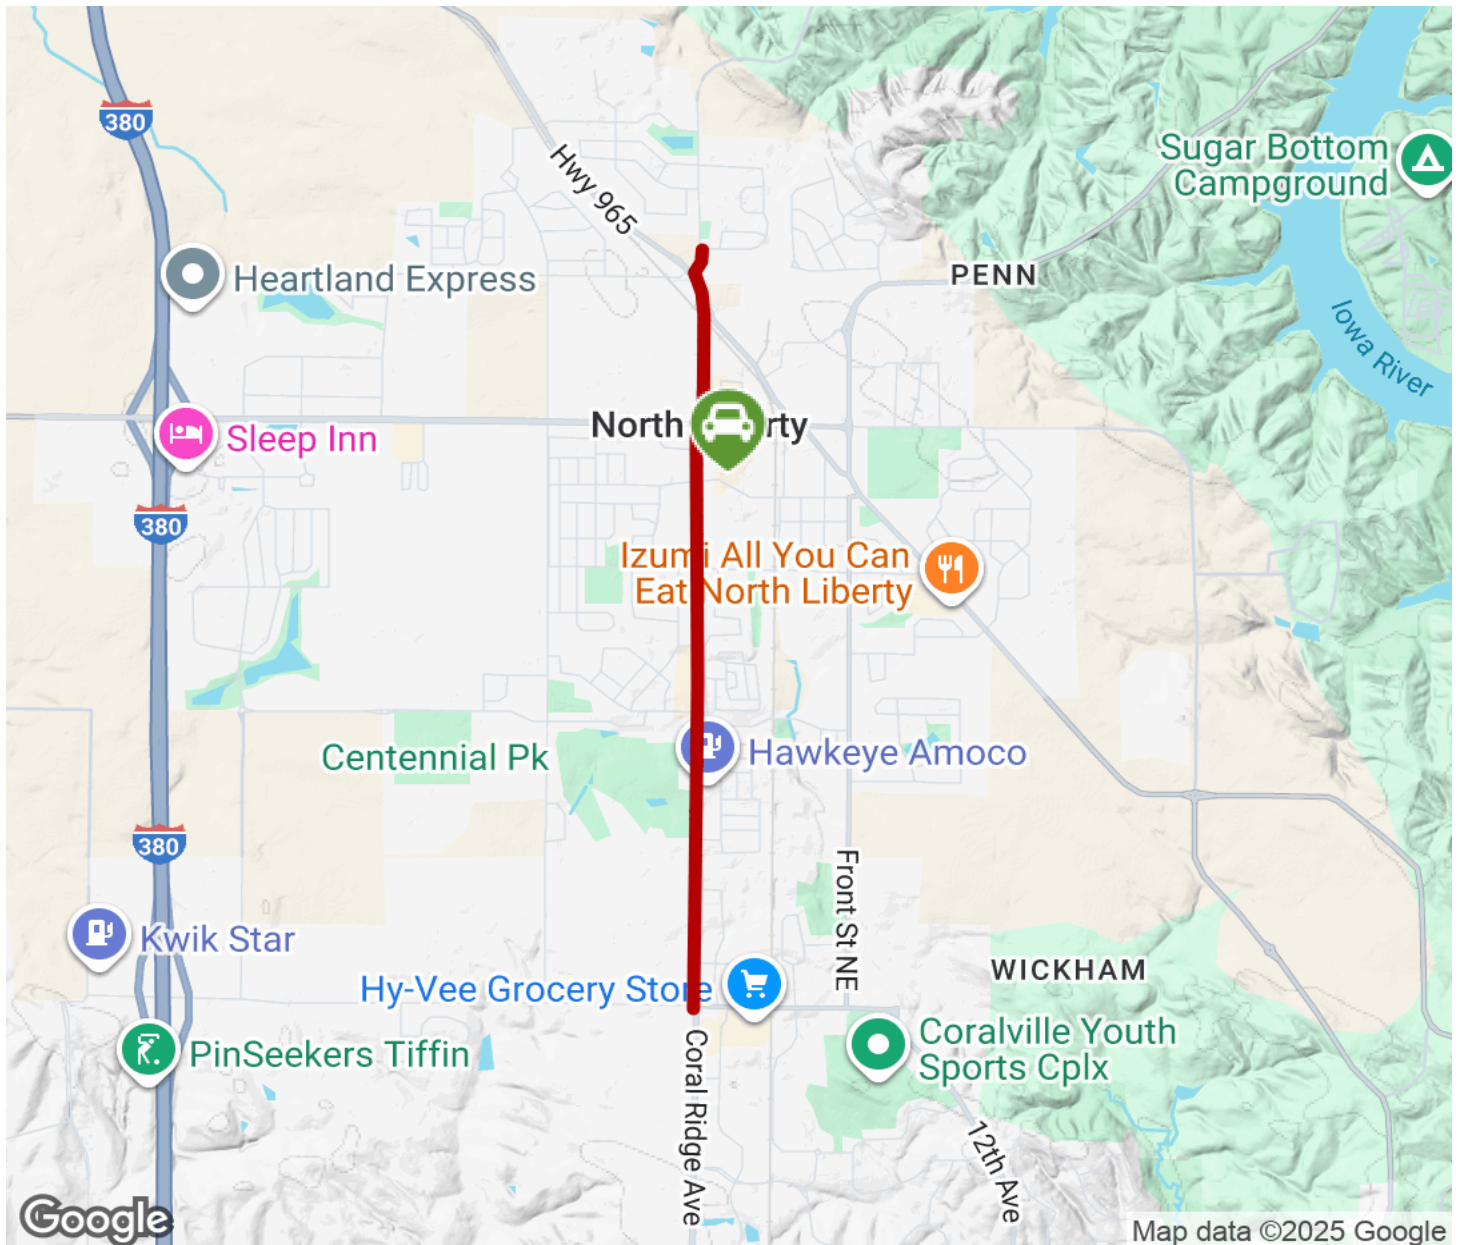 380
Hwy 965
Sugar Bottom
Campground
Heartland Express
PENN
Iowa River
North
rty
Sleep Inn
380
Izumi All You Can
Eat North Liberty
Centennial Pk
Hawkeye Amoco
380
Front St NE
Kwik Star
WICKHAM
Hy-Vee Grocery Store
Coralville Youth
Sports Cplx
PinSeekers Tiffin
Coral Ridge Ave
12th Ave
Google
Map data ©2025 Google